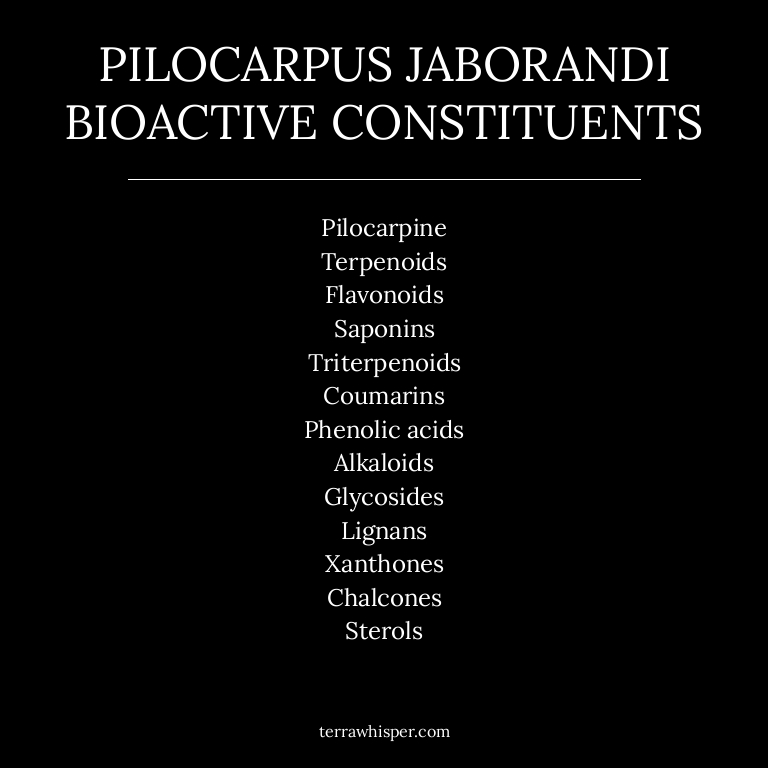 PILOCARPUS JABORANDI
BIOACTIVE CONSTITUENTS
Pilocarpine
Terpenoids
Flavonoids
Saponins
Triterpenoids
Coumarins
Phenolic acids
Alkaloids
Glycosides
Lignans
Xanthones
Chalcones
Sterols
terrawhisper.com